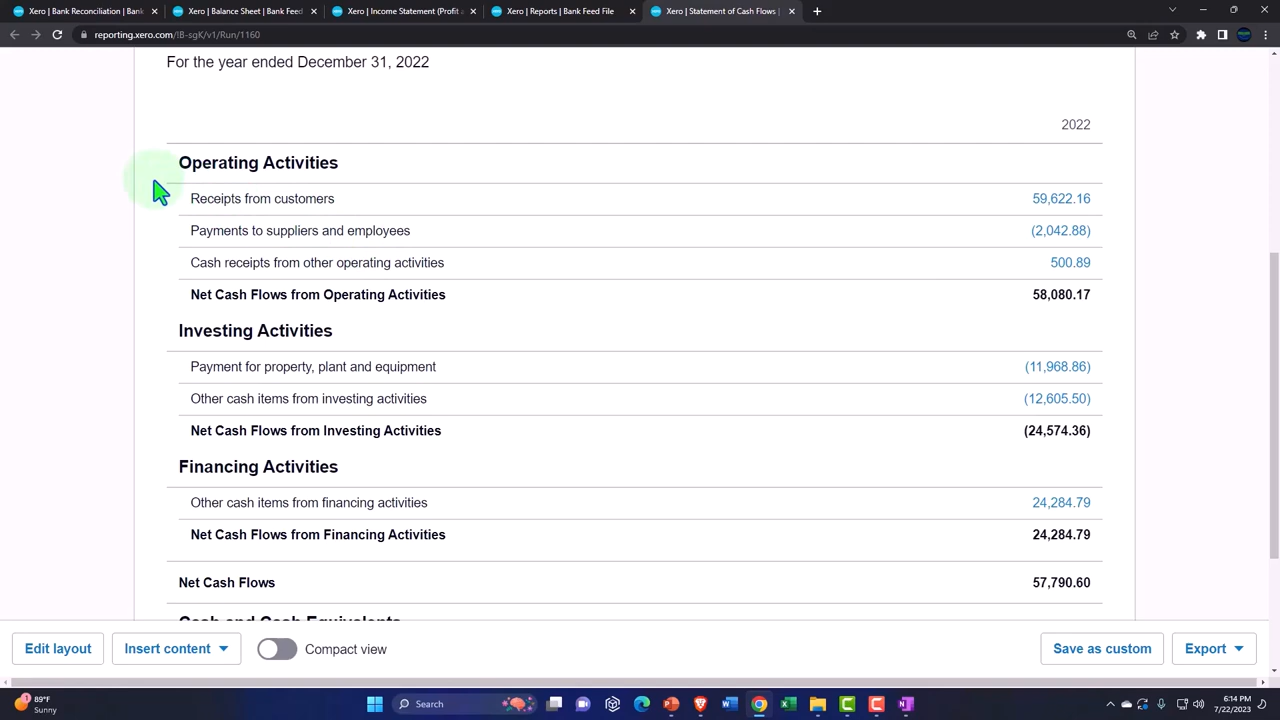 Xero | Bank Reconciliation | Bank
Xero | Balance Sheet | Bank Feed
Xero | Income Statement (Profit a
Xero | Reports | Bank Feed File
Xero | Statement of Cash Flows |
reporting.xero.com/!B-sgK/v1/Run/1160
For the year ended December 31, 2022
2022
Operating Activities
Receipts from customers 59,622.16
Payments to suppliers and employees (2,042.88)
Cash receipts from other operating activities 500.89
Net Cash Flows from Operating Activities 58,080.17
Investing Activities
Payment for property, plant and equipment (11,968.86)
Other cash items from investing activities (12,605.50)
Net Cash Flows from Investing Activities (24,574.36)
Financing Activities
Other cash items from financing activities 24,284.79
Net Cash Flows from Financing Activities 24,284.79
Net Cash Flows 57,790.60
Cash and Cash Equivalents
Edit layout Insert content Compact view Save as custom Export
1 89°F
Sunny
Search
6:14 PM
7/22/2023